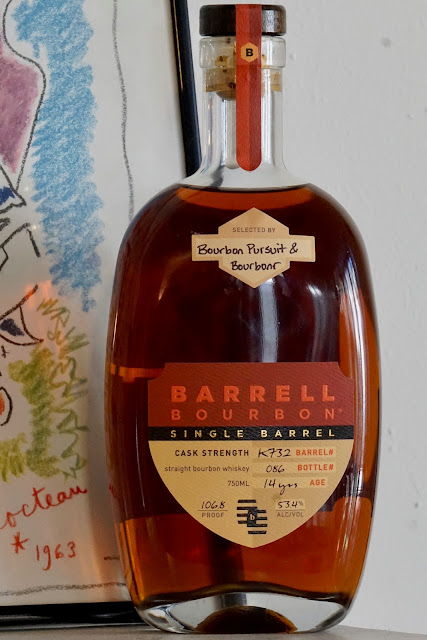 B
SELECTED BY
Bourbon Pursuit &
Bourbonr
BARRELL
BOURBON
SINGLE BARREL
CASK STRENGTH K732 BARREL#
straight bourbon whiskey 086 BOTTLE#
750ML 14 yrs AGE
106.8 53.4%
PROOF ALC/VOL
octeau
* 1963